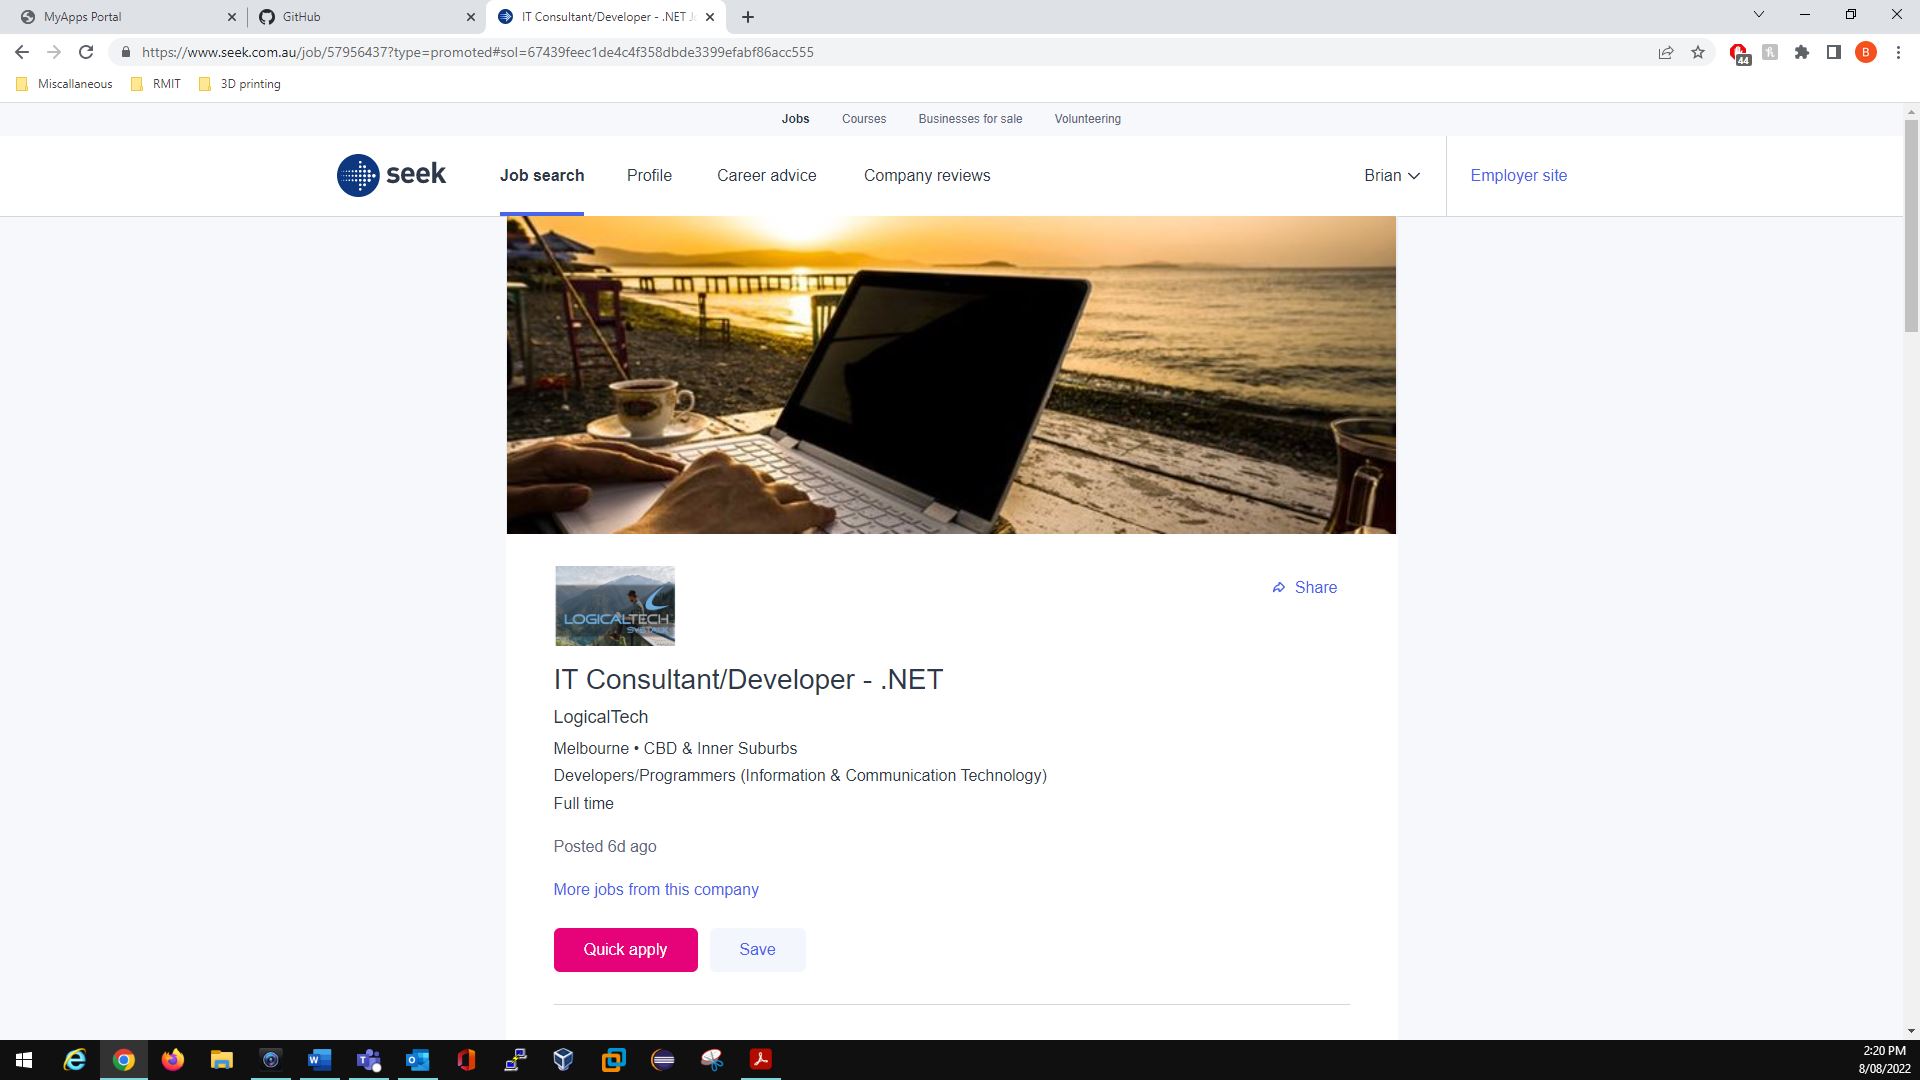 MyApps Portal
GitHub
IT Consultant/Developer - .NET
https://www.seek.com.au/job/57956437?type=promoted#sol=67439feec1de4c4f358dbde3399efabf86acc555
44
B
Miscallaneous
RMIT
3D printing
Jobs
Courses
Businesses for sale
Volunteering
seek
Job search
Profile
Career advice
Company reviews
Brian
Employer site
LOGICALTECH
SYSTALK
Share
IT Consultant/Developer - .NET
LogicalTech
Melbourne • CBD & Inner Suburbs
Developers/Programmers (Information & Communication Technology)
Full time
Posted 6d ago
More jobs from this company
Quick apply
Save
2:20 PM
8/08/2022